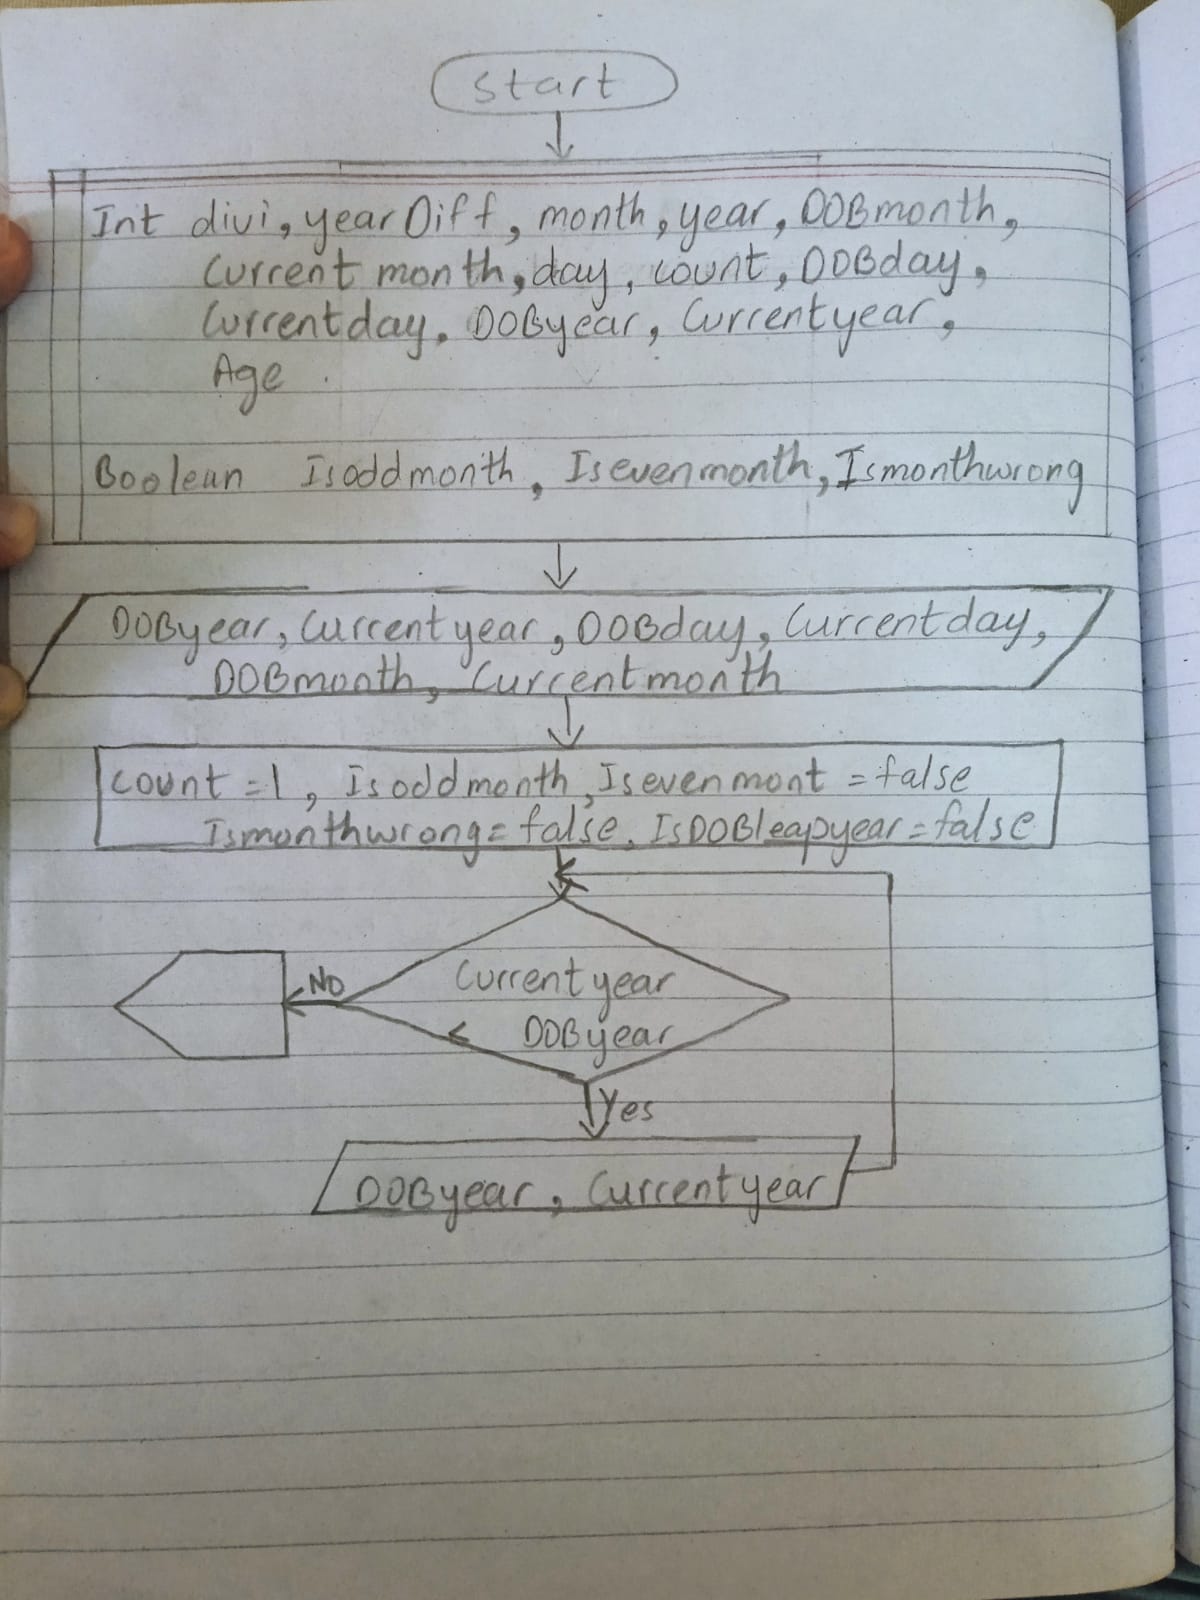 Start
Int divi, yearDiff, month, year, DOBmonth,
Current month, day, count, DOBday,
Currentday, DOByear, Currentyear,
Age
Boolean Isoddmonth, Isevenmonth, Ismonthwrong
DOByear, Currentyear, DOBday, Currentday,
DOBmonth, Currentmonth
count =1, Isoddmonth, Isevenmont = false
Ismonthwrong= false, IsDOBleapyear = false
Current year
NO
< DOByear
Yes
DOByear, Currentyear